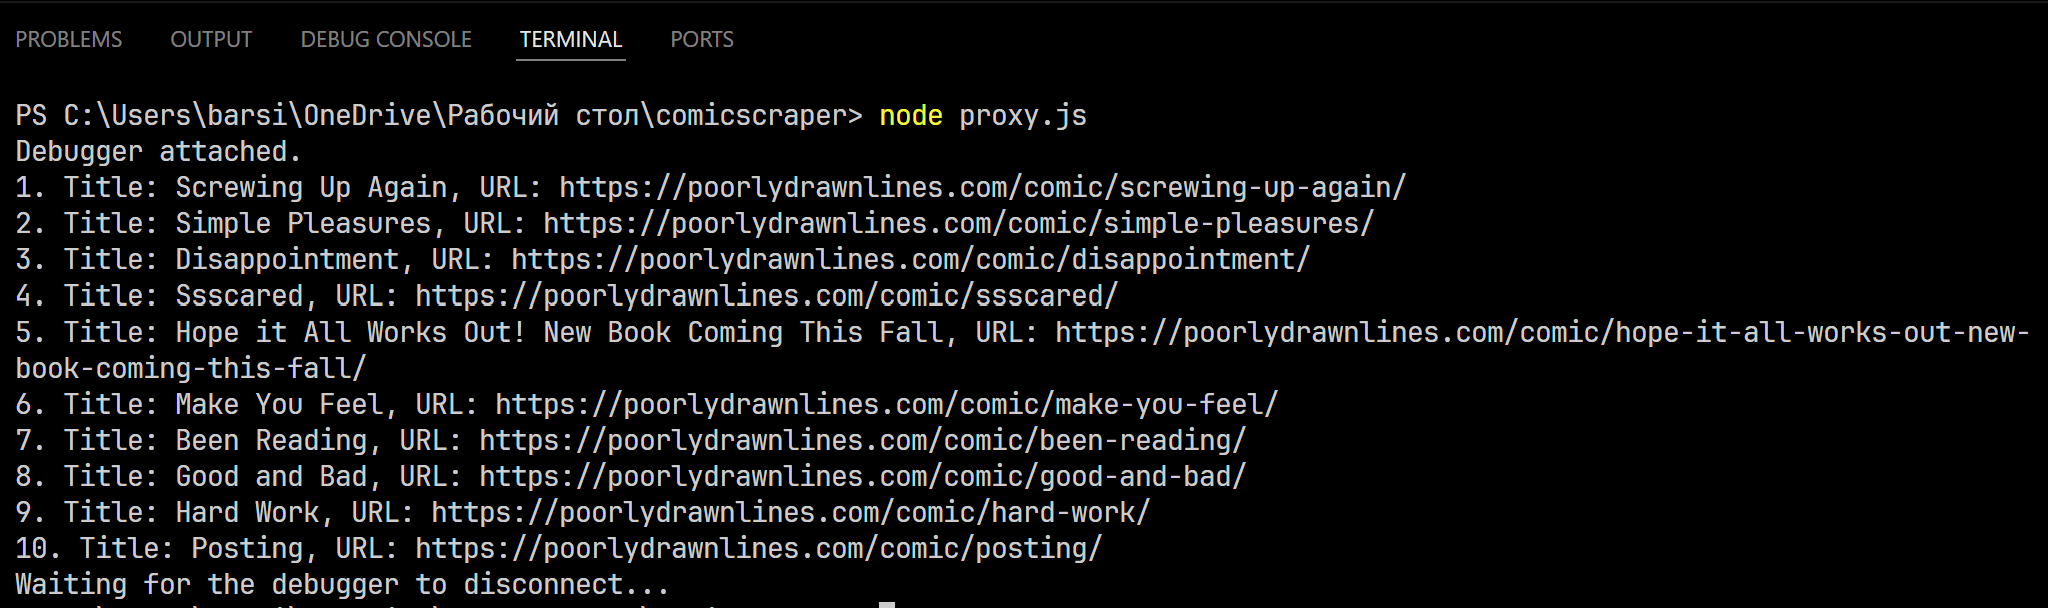 PROBLEMS OUTPUT DEBUG CONSOLE TERMINAL PORTS
PS C:\Users\barsi\OneDrive\Рабочий стол\comicscraper> node proxy.js
Debugger attached.
1. Title: Screwing Up Again, URL: https://poorlydrawnlines.com/comic/screwing-up-again/
2. Title: Simple Pleasures, URL: https://poorlydrawnlines.com/comic/simple-pleasures/
3. Title: Disappointment, URL: https://poorlydrawnlines.com/comic/disappointment/
4. Title: Ssscared, URL: https://poorlydrawnlines.com/comic/ssscared/
5. Title: Hope it All Works Out! New Book Coming This Fall, URL: https://poorlydrawnlines.com/comic/hope-it-all-works-out-new-
book-coming-this-fall/
6. Title: Make You Feel, URL: https://poorlydrawnlines.com/comic/make-you-feel/
7. Title: Been Reading, URL: https://poorlydrawnlines.com/comic/been-reading/
8. Title: Good and Bad, URL: https://poorlydrawnlines.com/comic/good-and-bad/
9. Title: Hard Work, URL: https://poorlydrawnlines.com/comic/hard-work/
10. Title: Posting, URL: https://poorlydrawnlines.com/comic/posting/
Waiting for the debugger to disconnect...